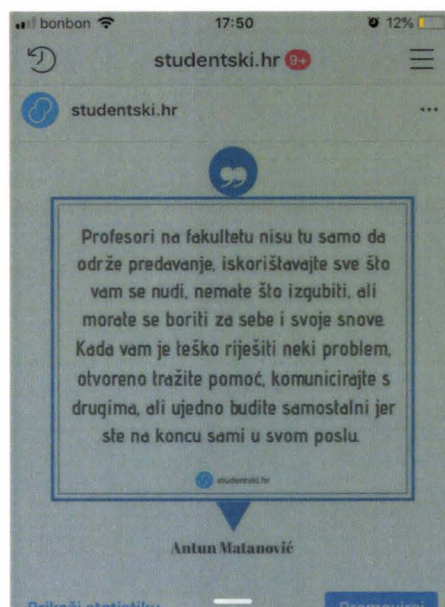 bonbon 17:50 12%
studentski.hr 9+
studentski.hr
Profesori na fakultetu nisu tu samo da
održe predavanje, iskorištavajte sve što
vam se nudi, nemate što izgubiti, ali
morate se boriti za sebe i svoje snove.
Kada vam je teško riješiti neki problem,
otvoreno tražite pomoć, komunicirajte s
drugima, ali ujedno budite samostalni jer
ste na koncu sami u svom poslu.
studentski.hr
Antun Matanović
Prikaži statistiku